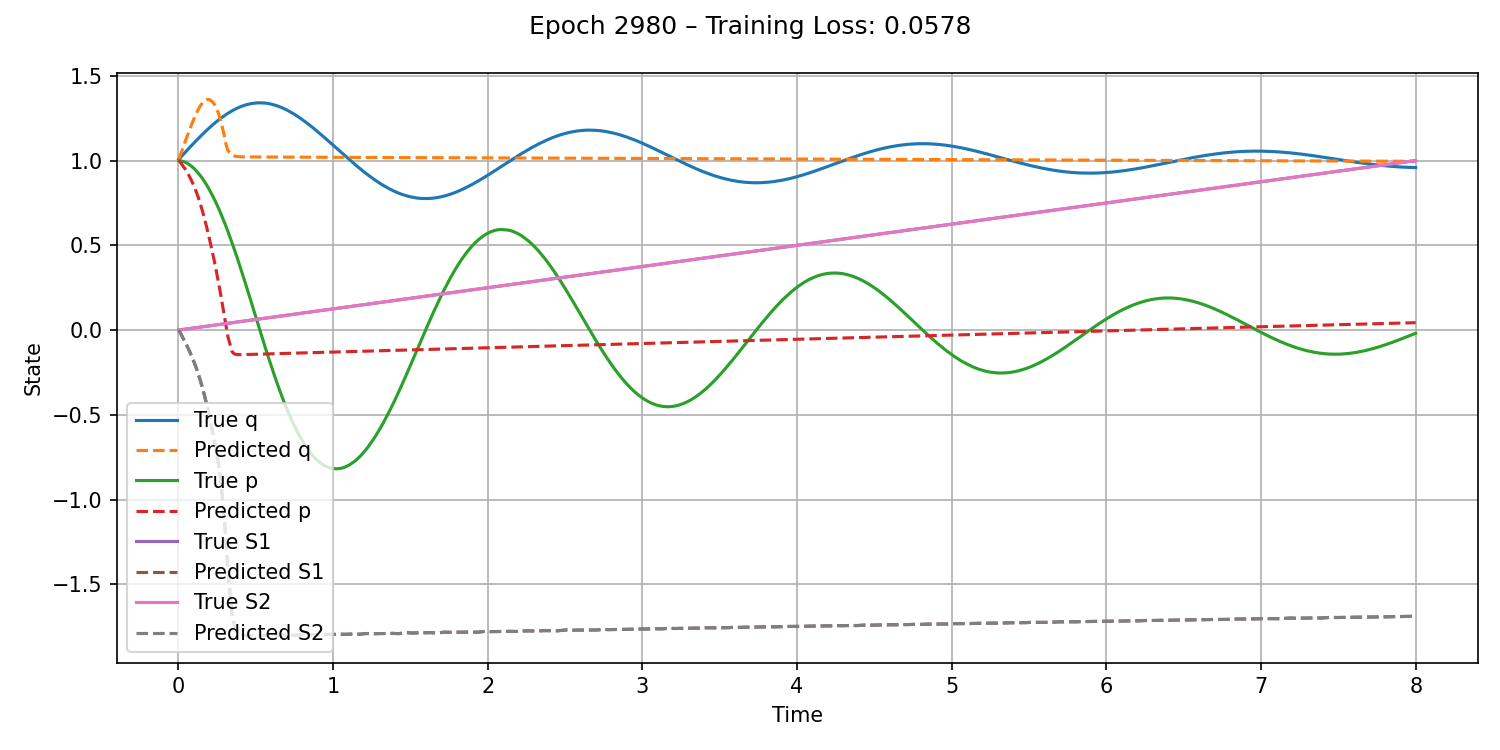 Epoch 2980 – Training Loss: 0.0578
State
1.5
1.0
0.5
0.0
−0.5
−1.0
−1.5
True q
Predicted q
True p
Predicted p
True S1
Predicted S1
True S2
Predicted S2
0 1 2 3 4 5 6 7 8
Time